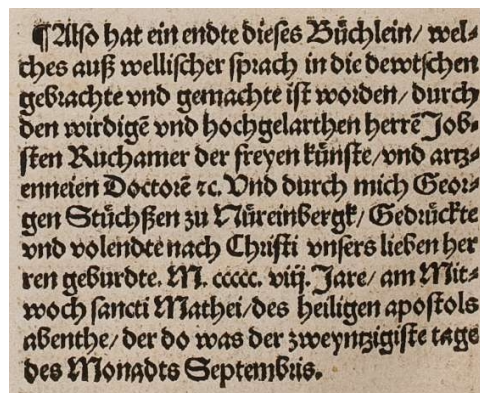 ¶Also hat ein endte dieses Büchlein/ wel⸗
ches auß wellischer sprach in die dewtschen
gebrachte vnd gemachte ist worden/ durch
den wirdigē vnd hochgelarthen herrē Job⸗
sten Ruchamer der freyen künste/ vnd artz⸗
enneien Doctorē ⁊c. Vnd durch mich Geor⸗
gen Stüchßen zu Nüreinbergk/ Gedrückte
vnd volendte nach Christi vnsers lieben her
ren geburdte. M. ccccc. viij. Jare/ am Mit⸗
woch sancti Mathei/ des heiligen apostols
abenthe/ der do was der zweyntzigiste tage
des Monadts Septembris.